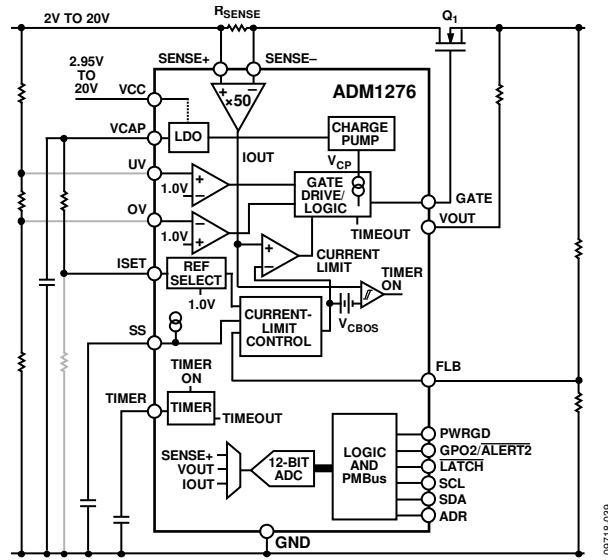 2V TO 20V
RSENSE
Q1
SENSE+
SENSE–
2.95V
TO
20V
VCC
ADM1276
+ –
×50
VCAP
LDO
CHARGE
PUMP
IOUT
VCP
UV
+
1.0V –
GATE
DRIVE/
LOGIC
GATE
OV
–
1.0V +
TIMEOUT
VOUT
+
–
CURRENT
LIMIT
ISET
REF
SELECT
1.0V
TIMER
ON
VCBOS
CURRENT-
LIMIT
CONTROL
SS
FLB
TIMER
ON
TIMER
TIMER
TIMEOUT
PWRGD
GPO2/ALERT2
LATCH
SCL
SDA
ADR
SENSE+
VOUT
IOUT
12-BIT
ADC
LOGIC
AND
PMBus
GND
09718-039